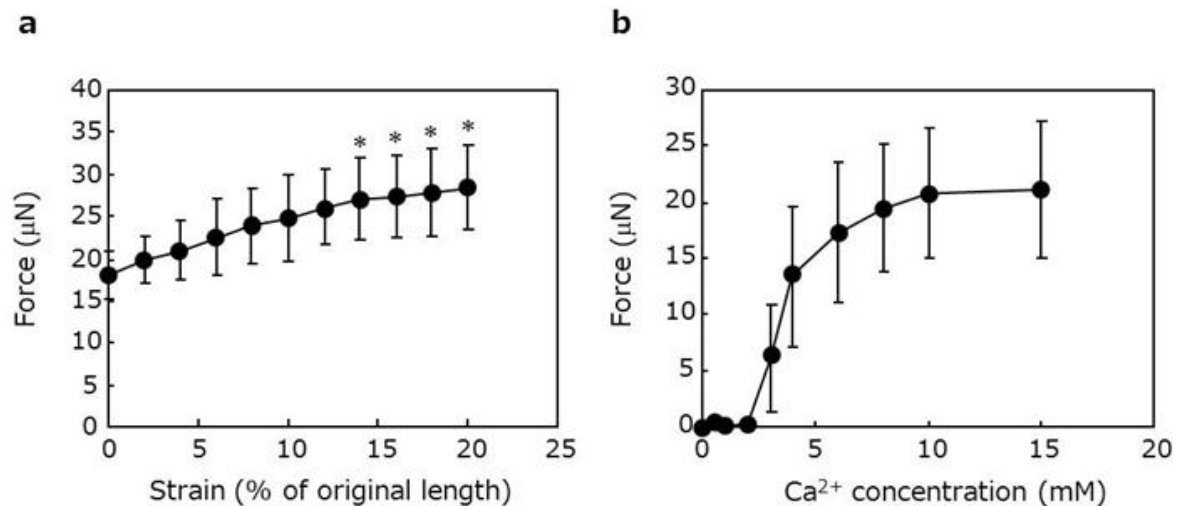 a
40
35
30
25
20
15
10
5
0
* * * *
Force (μN)
0 5 10 15 20 25
Strain (% of original length)
b
30
25
20
15
10
5
0
Force (μN)
0 5 10 15 20
Ca²⁺ concentration (mM)